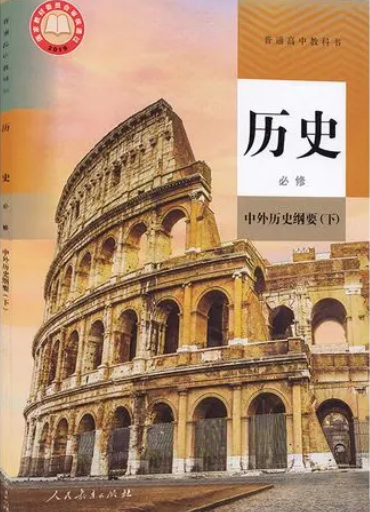 普通高中教科书
历史
必修
中外历史纲要(下)
历史
必修
中外历史纲要(下)
人民教育出版社
2019